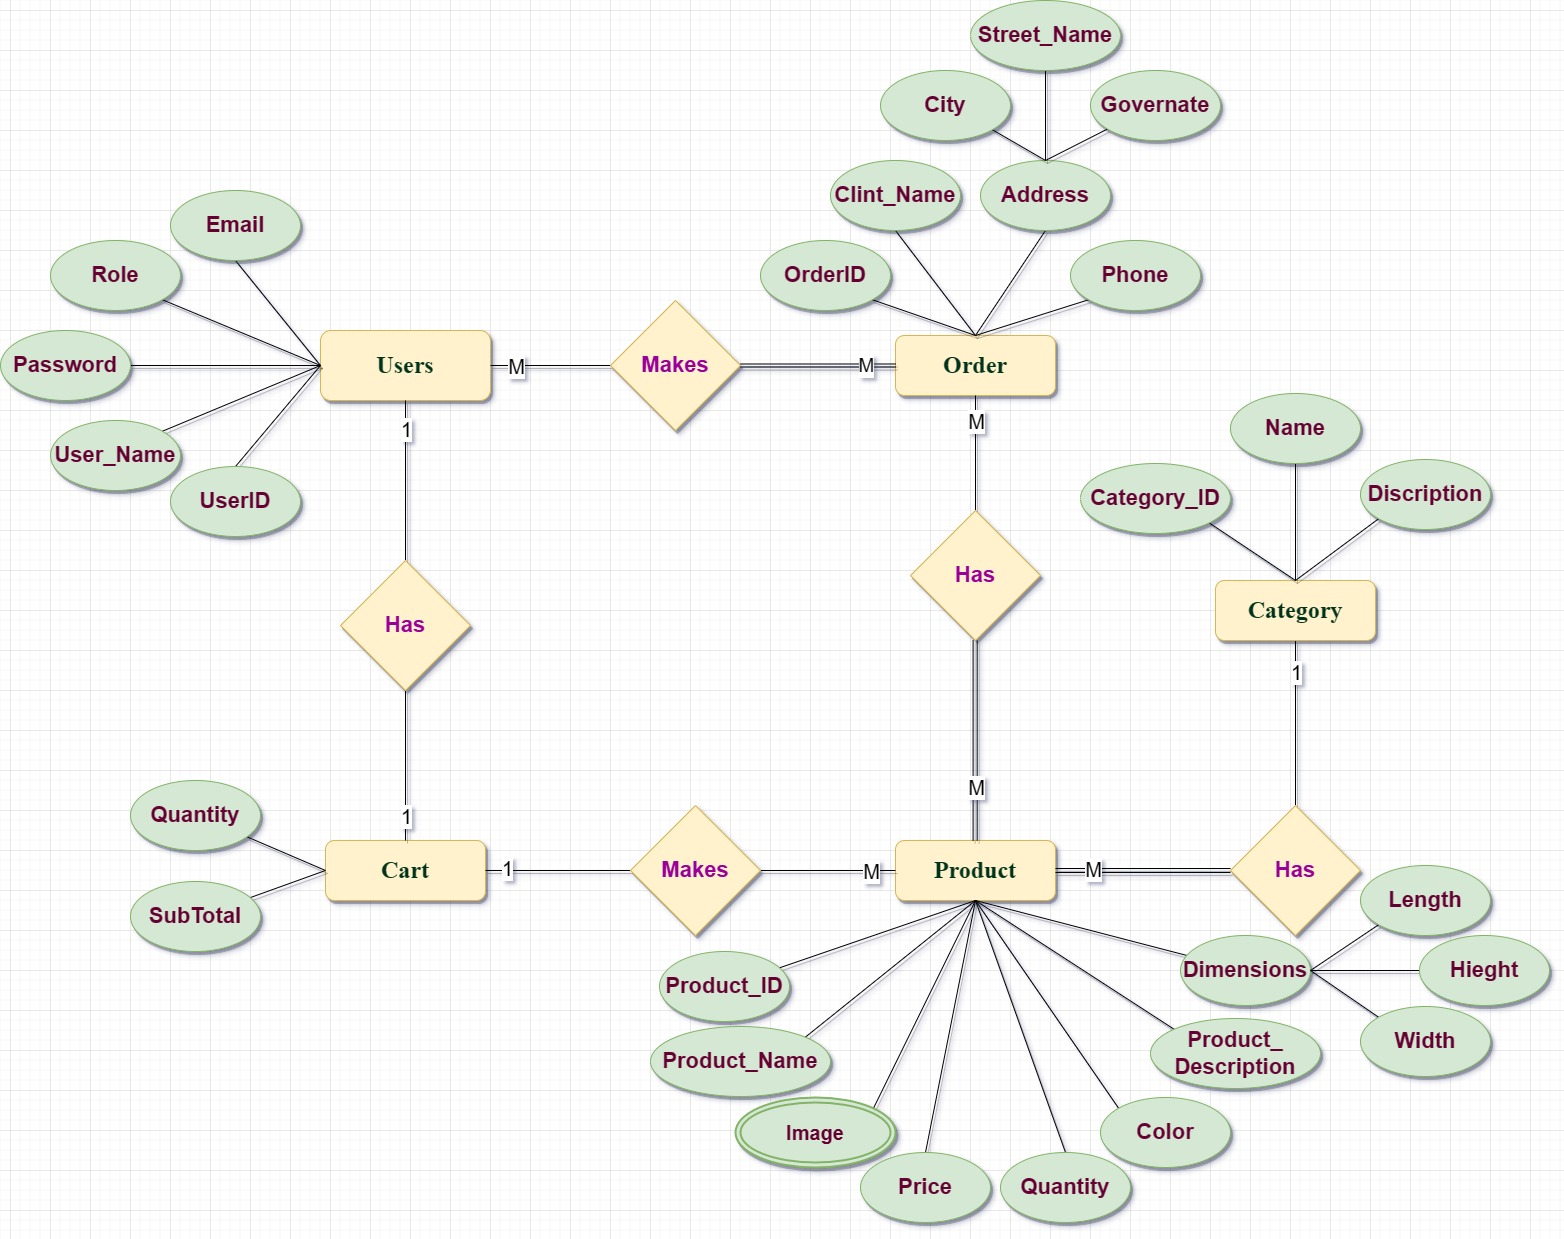 Street_Name
City
Governate
Clint_Name
Address
Email
Role
OrderID
Phone
Password
Users
M
Makes
M
Order
User_Name
UserID
1
M
Name
Category_ID
Discription
Has
Category
Has
1
M
Quantity
1
Cart
1
Makes
M
Product
M
Has
SubTotal
Length
Product_ID
Dimensions
Hieght
Product_Name
Product_
Description
Width
Image
Color
Price
Quantity